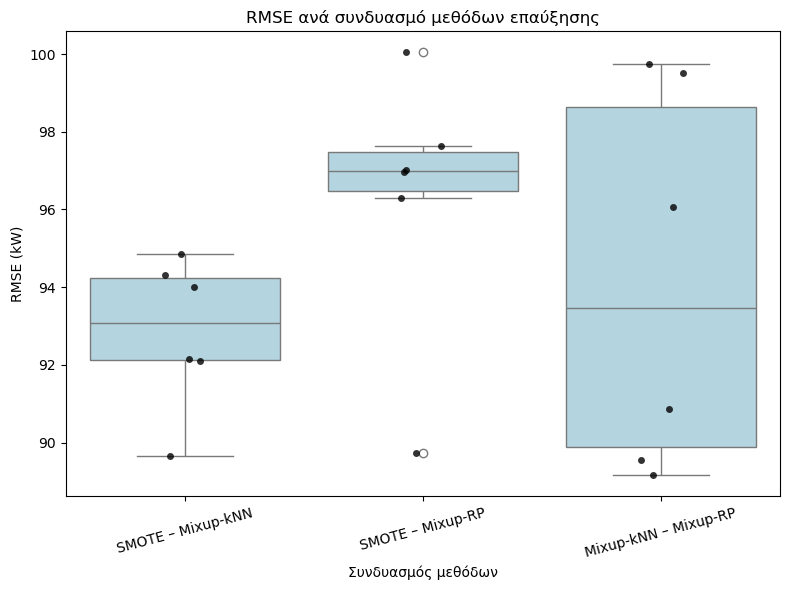 RMSE ανά συνδυασμό μεθόδων επαύξησης
RMSE (kW)
100
98
96
94
92
90
SMOTE – Mixup-kNN
SMOTE – Mixup-RP
Mixup-kNN – Mixup-RP
Συνδυασμός μεθόδων